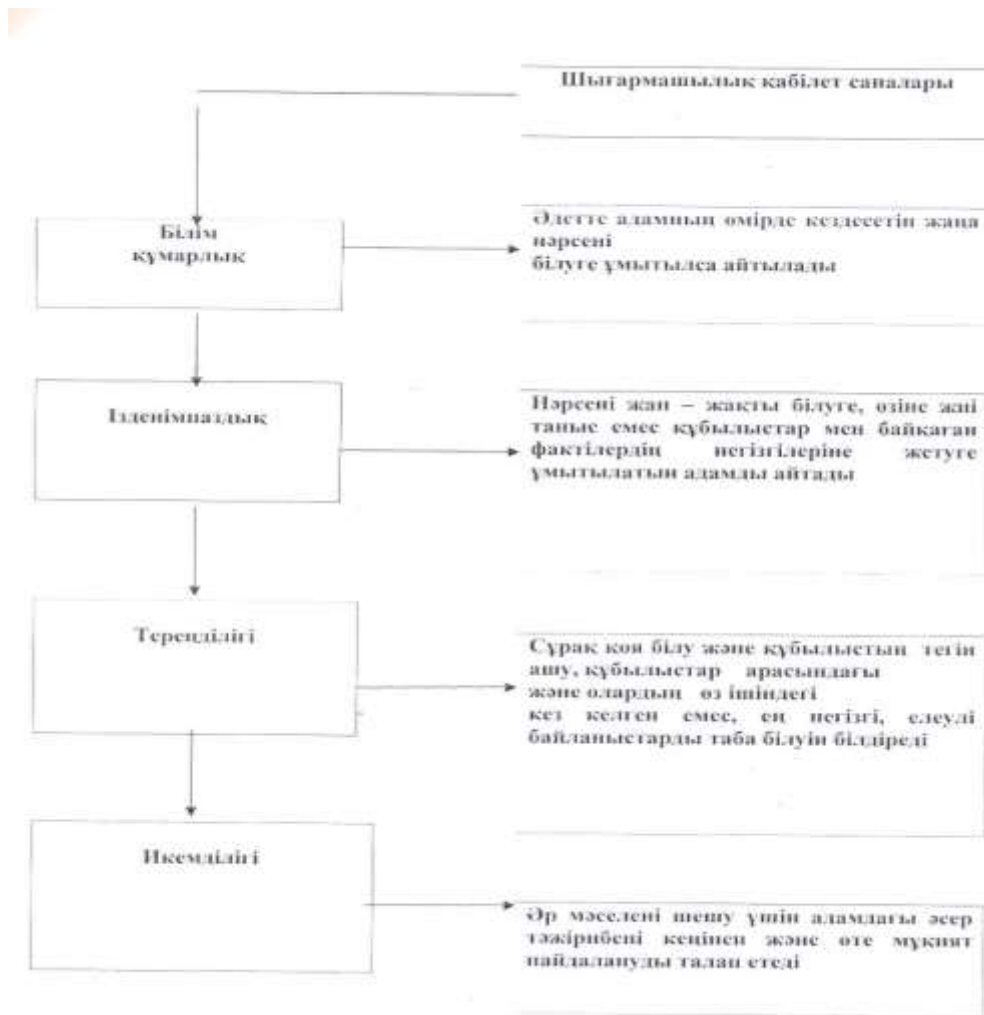 Шығармашылық қабілет сапалары
Білім
құмарлық
Әдетте адамның өмірде кездесетін жаңа
нәрсені
білуге ұмытылса айтылады
Ізденімпаздық
Нәрсені жан – жақты білуге, өзіне жиі
таныс емес құбылыстар мен байқаған
фактілердің негізгілеріне жетуге
ұмытылатын адамды айтады
Тереңділігі
Сұрақ қоя білу және құбылыстың тегін
ашу, құбылыстар арасындағы
және олардың өз ішіндегі
кез келген емес, ең негізгі, елеулі
байланыстарды таба білуін білдіреді
Икемділігі
Әр мәселені шешу үшін адамдағы әсер
тәжірибені кеңінен және өте мұқият
пайдалануды талап етеді